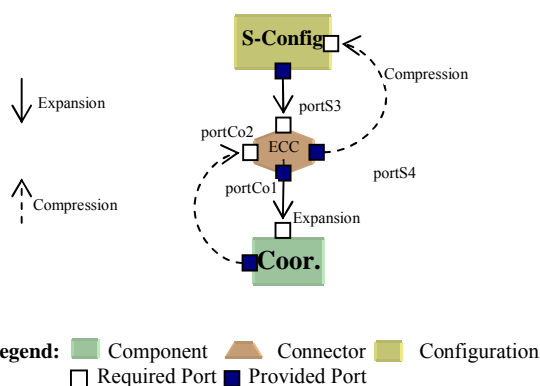 S-Config
Compression
Expansion
portS3
portCo2
ECC
1
portS4
portCo1
Compression
Expansion
Coor.
egend: Component Connector Configuration
Required Port Provided Port